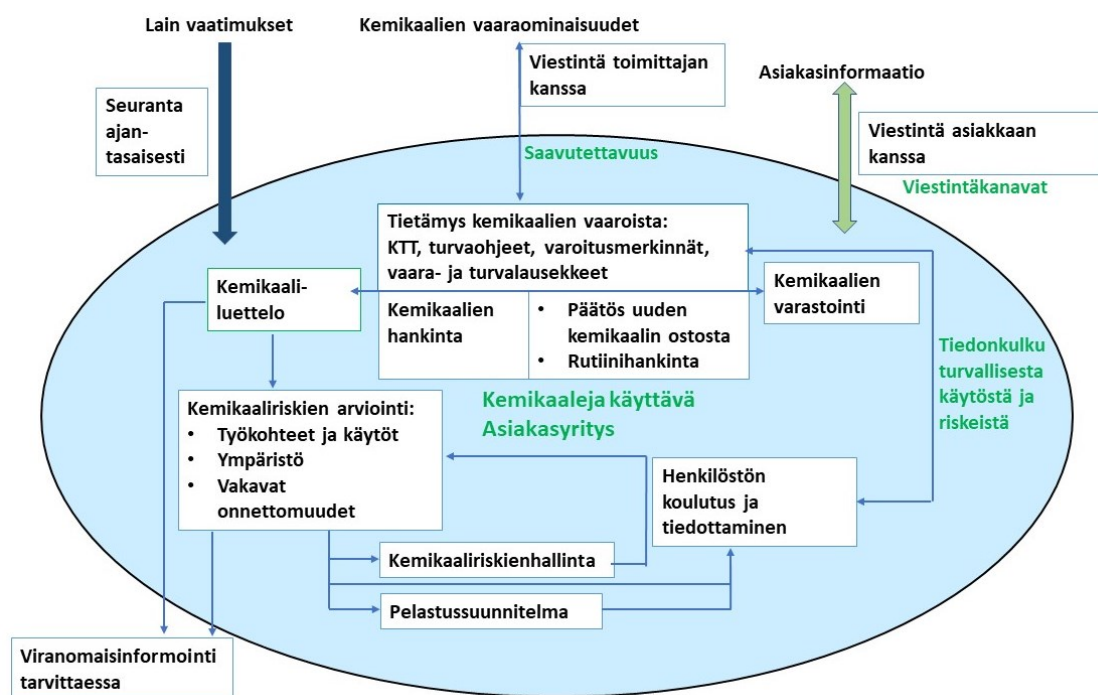 Lain vaatimukset
Kemikaalien vaaraominaisuudet
Viestintä toimittajan
kanssa
Asiakasinformaatio
Seuranta
ajan-
tasaisesti
Viestintä asiakkaan
kanssa
Saavutettavuus
Viestintäkanavat
Tietämys kemikaalien vaaroista:
KTT, turvaohjeet, varoitusmerkinnät,
vaara- ja turvalausekkeet
Kemikaali-
luettelo
Kemikaalien
hankinta
• Päätös uuden
kemikaalin ostosta
• Rutiinihankinta
Kemikaalien
varastointi
Tiedonkulku
turvallisesta
käytöstä ja
riskeistä
Kemikaaleja käyttävä
Asiakasyritys
Kemikaaliriskien arviointi:
• Työkohteet ja käytöt
• Ympäristö
• Vakavat
onnettomuudet
Henkilöstön
koulutus ja
tiedottaminen
Kemikaaliriskienhallinta
Pelastussuunnitelma
Viranomaisinformointi
tarvittaessa